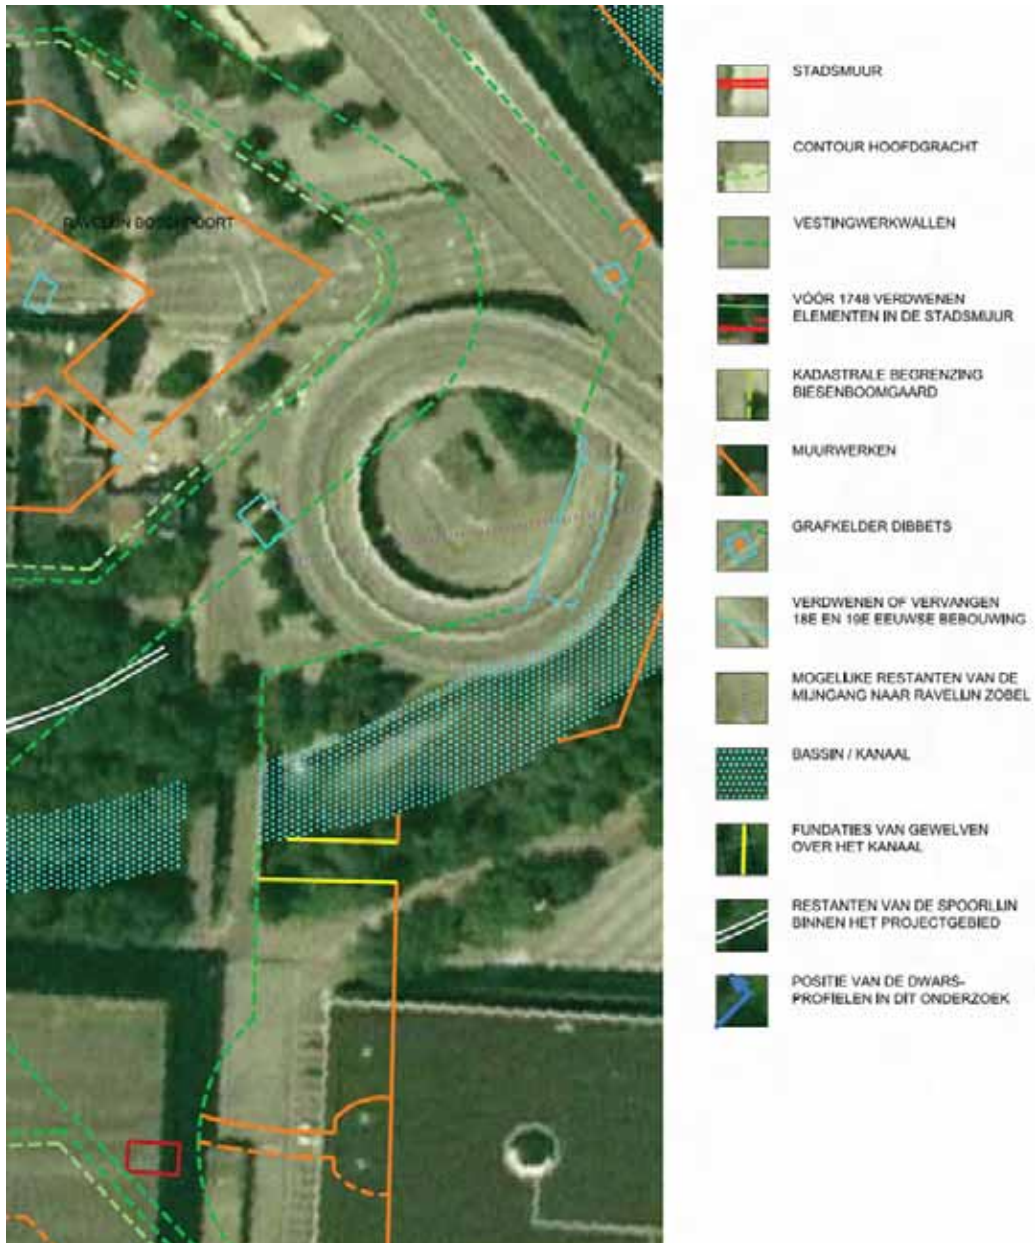 RAVELIJN BOSCHPOORT
STADSMUUR
CONTOUR HOOFDGRACHT
VESTINGWERKWALLEN
VÓÓR 1748 VERDWENEN
ELEMENTEN IN DE STADSMUUR
KADASTRALE BEGRENZING
BIESENBOOMGAARD
MUURWERKEN
GRAFKELDER DIBBETS
VERDWENEN OF VERVANGEN
18E EN 19E EEUWSE BEBOUWING
MOGELIJKE RESTANTEN VAN DE
MIJNGANG NAAR RAVELIJN ZOBEL
BASSIN / KANAAL
FUNDATIES VAN GEWELVEN
OVER HET KANAAL
RESTANTEN VAN DE SPOORLIJN
BINNEN HET PROJECTGEBIED
POSITIE VAN DE DWARS-
PROFIELEN IN DIT ONDERZOEK